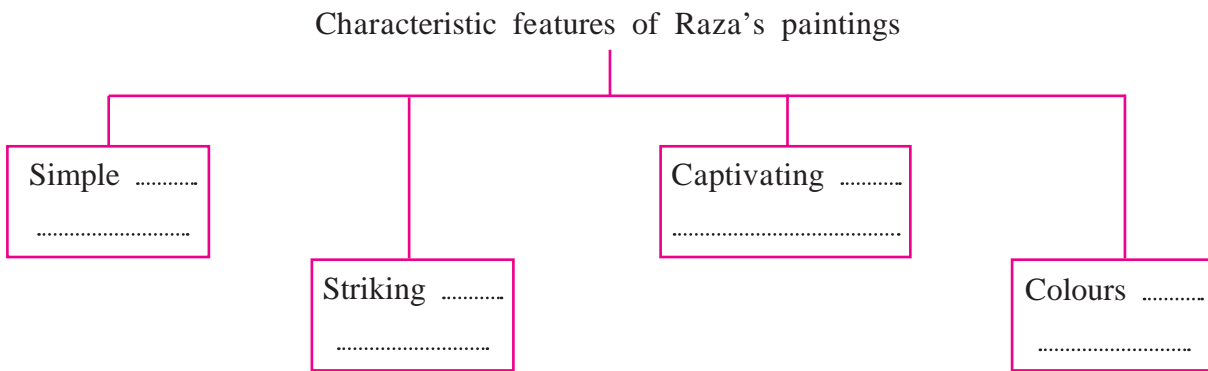 Characteristic features of Raza's paintings
Simple ............
............................
Captivating ............
..........................................
Striking ............
............................
Colours ............
............................